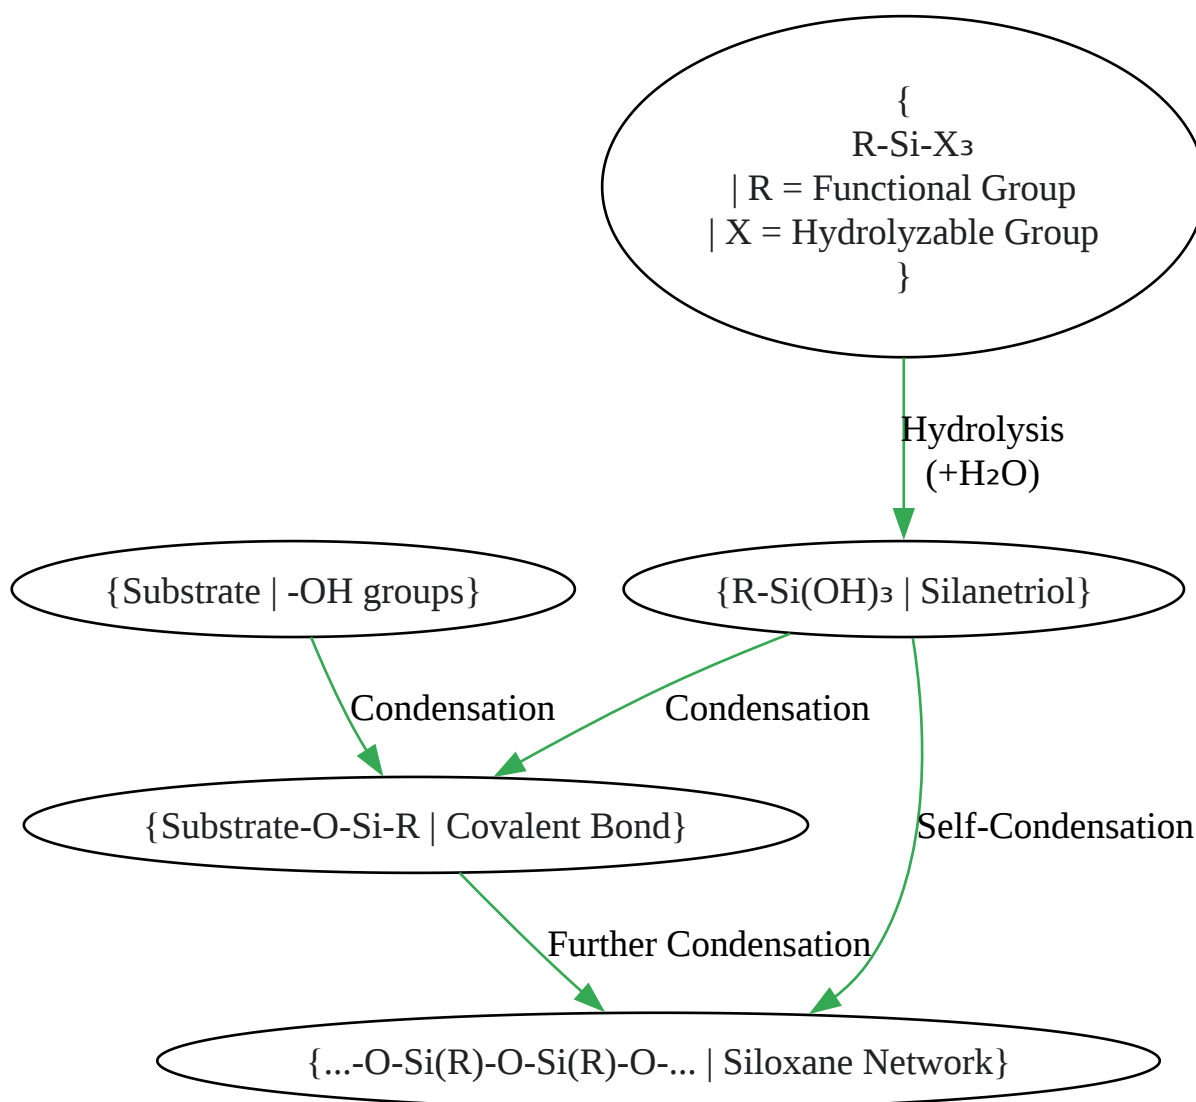 {
R-Si-X₃
| R = Functional Group
| X = Hydrolyzable Group
}
Hydrolysis
(+H₂O)
{Substrate | -OH groups}
{R-Si(OH)₃ | Silanetriol}
Condensation
Condensation
{Substrate-O-Si-R | Covalent Bond}
Self-Condensation
Further Condensation
{...-O-Si(R)-O-Si(R)-O-... | Siloxane Network}